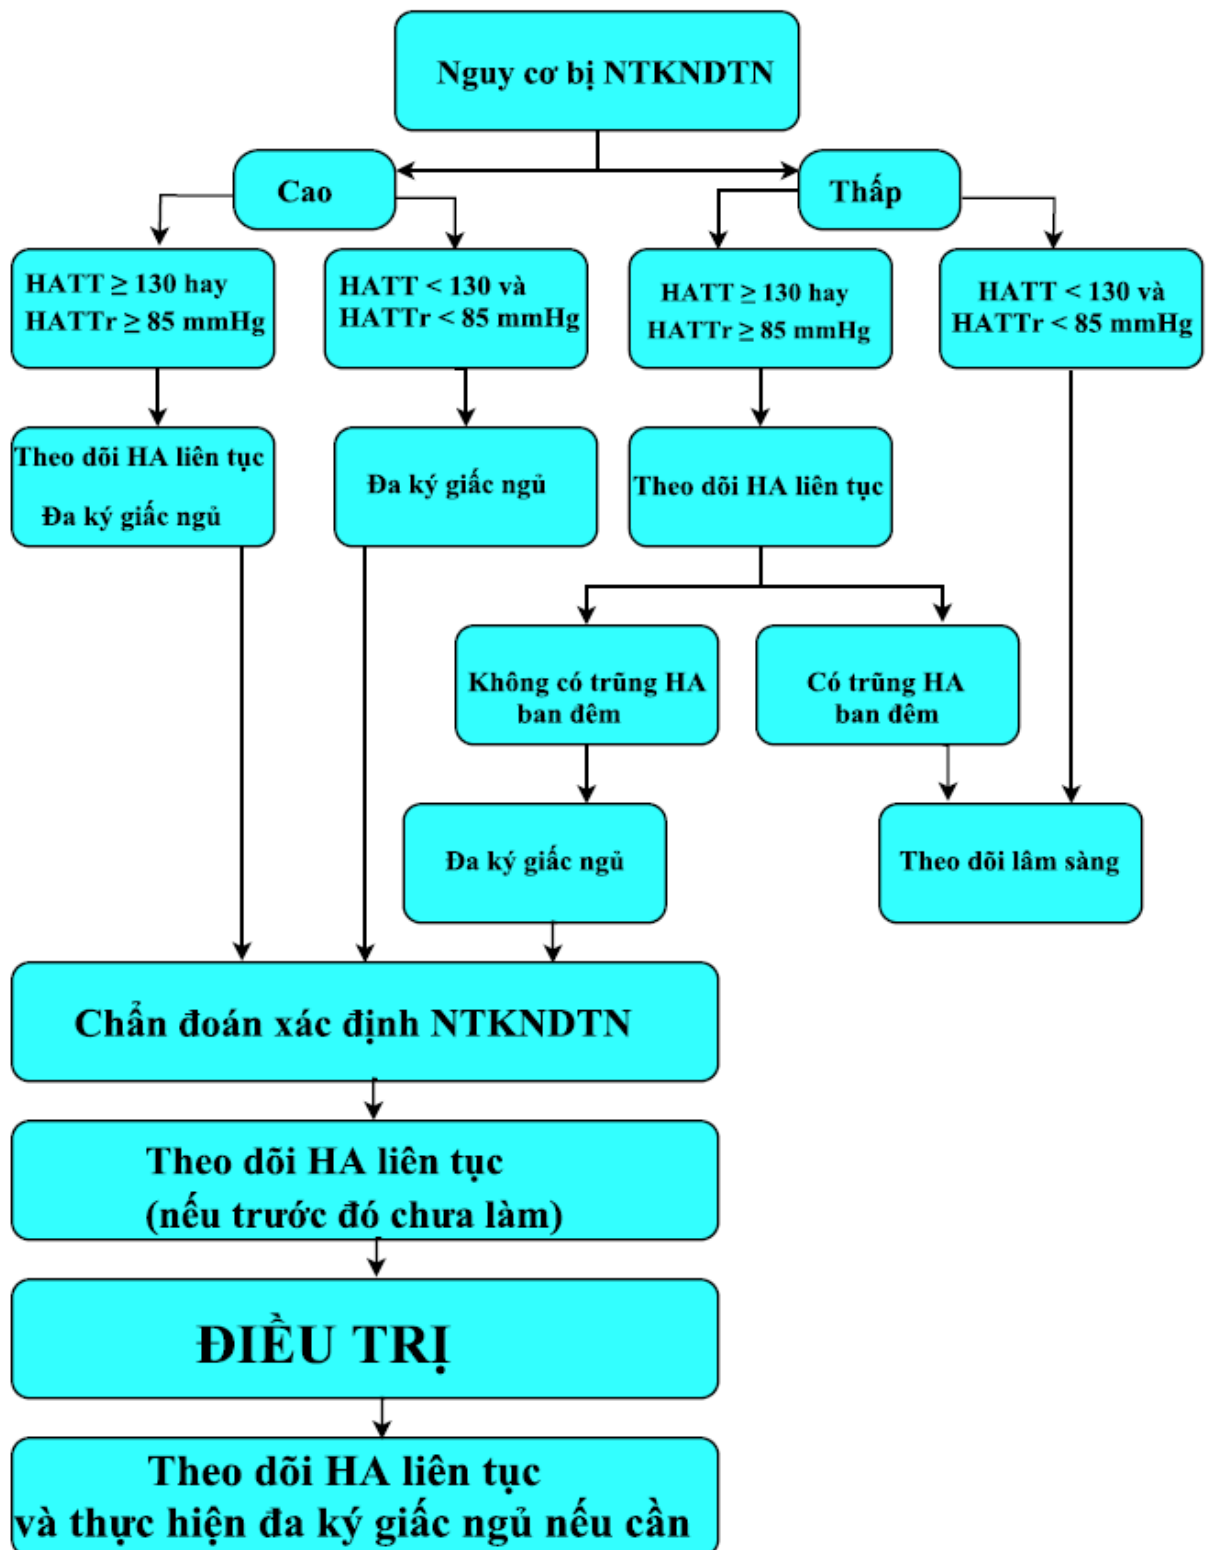 Nguy cơ bị NTKNDTN
Cao
Thấp
HATT ≥ 130 hay
HATTr ≥ 85 mmHg
HATT < 130 và
HATTr < 85 mmHg
HATT ≥ 130 hay
HATTr ≥ 85 mmHg
HATT < 130 và
HATTr < 85 mmHg
Theo dõi HA liên tục
Đa ký giấc ngủ
Đa ký giấc ngủ
Theo dõi HA liên tục
Không có trũng HA
ban đêm
Có trũng HA
ban đêm
Đa ký giấc ngủ
Theo dõi lâm sàng
Chẩn đoán xác định NTKNDTN
Theo dõi HA liên tục
(nếu trước đó chưa làm)
ĐIỀU TRỊ
Theo dõi HA liên tục
và thực hiện đa ký giấc ngủ nếu cần